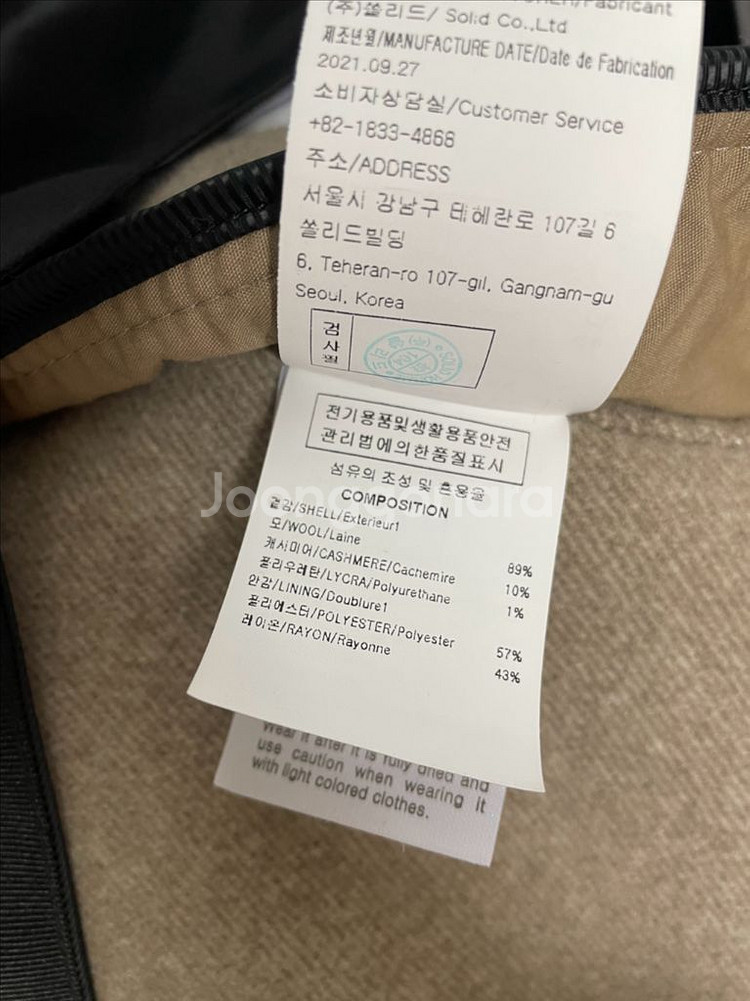 Fabricant
(주)쏠리드/ Solid Co.,Ltd
제조년월/MANUFACTURE DATE/Date de Fabrication
2021.09.27
소비자상담실/Customer Service
+82-1833-4866
주소/ADDRESS
서울시 강남구 테헤란로 107길 6
쏠리드빌딩
6, Teheran-ro 107-gil, Gangnam-gu
Seoul, Korea
검사필
전기용품및생활용품안전
관리법에의한품질표시
섬유의 조성 및 혼용율
COMPOSITION
겉감/SHELL/Exterieur1
모/WOOL/Laine 89%
캐시미어/CASHMERE/Cachemire 10%
폴리우레탄/LYCRA/Polyurethane 1%
안감/LINING/Doublure1
폴리에스터/POLYESTER/Polyester 57%
레이온/RAYON/Rayonne 43%
Wear it after it is fully dried and
use caution when wearing it
with light colored clothes.
Joonggonara